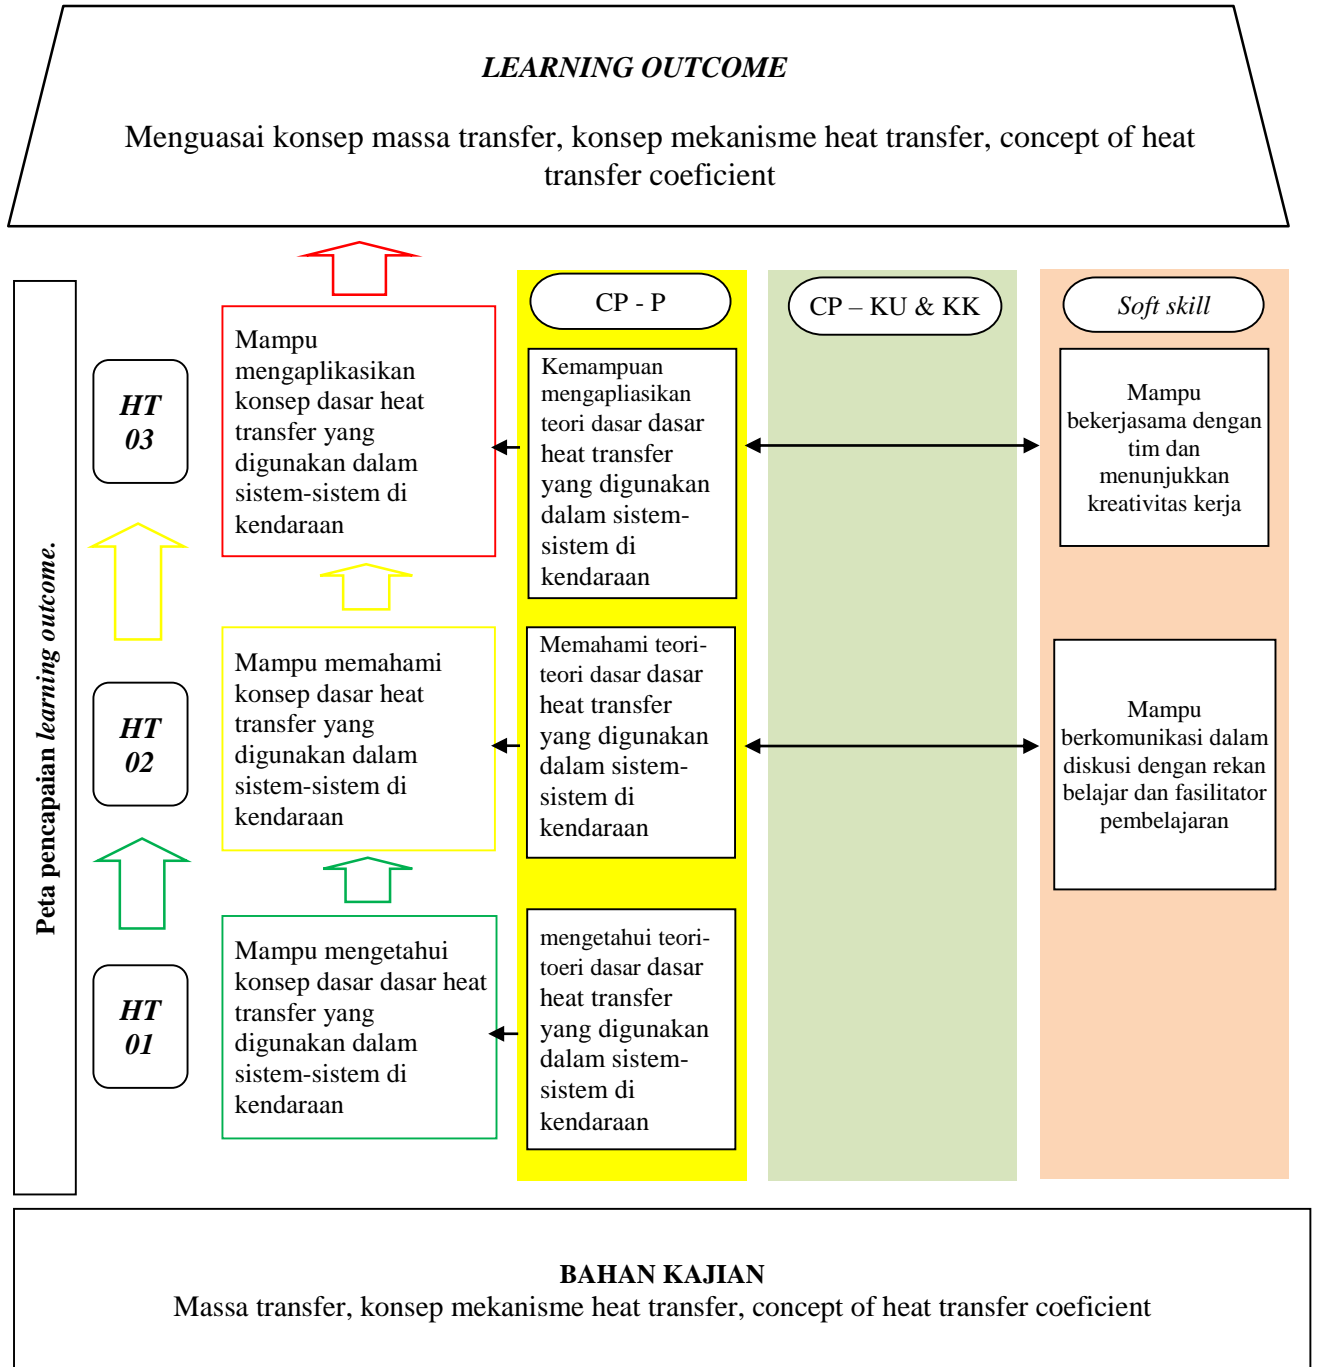 LEARNING OUTCOME
Menguasai konsep massa transfer, konsep mekanisme heat transfer, concept of heat
transfer coeficient
Peta pencapaian learning outcome.
HT
03
Mampu
mengaplikasikan
konsep dasar heat
transfer yang
digunakan dalam
sistem-sistem di
kendaraan
CP - P
Kemampuan
mengapliasikan
teori dasar dasar
heat transfer
yang digunakan
dalam sistem-
sistem di
kendaraan
CP – KU & KK
Soft skill
Mampu
bekerjasama dengan
tim dan
menunjukkan
kreativitas kerja
HT
02
Mampu memahami
konsep dasar heat
transfer yang
digunakan dalam
sistem-sistem di
kendaraan
Memahami teori-
teori dasar dasar
heat transfer
yang digunakan
dalam sistem-
sistem di
kendaraan
Mampu
berkomunikasi dalam
diskusi dengan rekan
belajar dan fasilitator
pembelajaran
HT
01
Mampu mengetahui
konsep dasar dasar heat
transfer yang
digunakan dalam
sistem-sistem di
kendaraan
mengetahui teori-
toeri dasar dasar
heat transfer
yang digunakan
dalam sistem-
sistem di
kendaraan
BAHAN KAJIAN
Massa transfer, konsep mekanisme heat transfer, concept of heat transfer coeficient